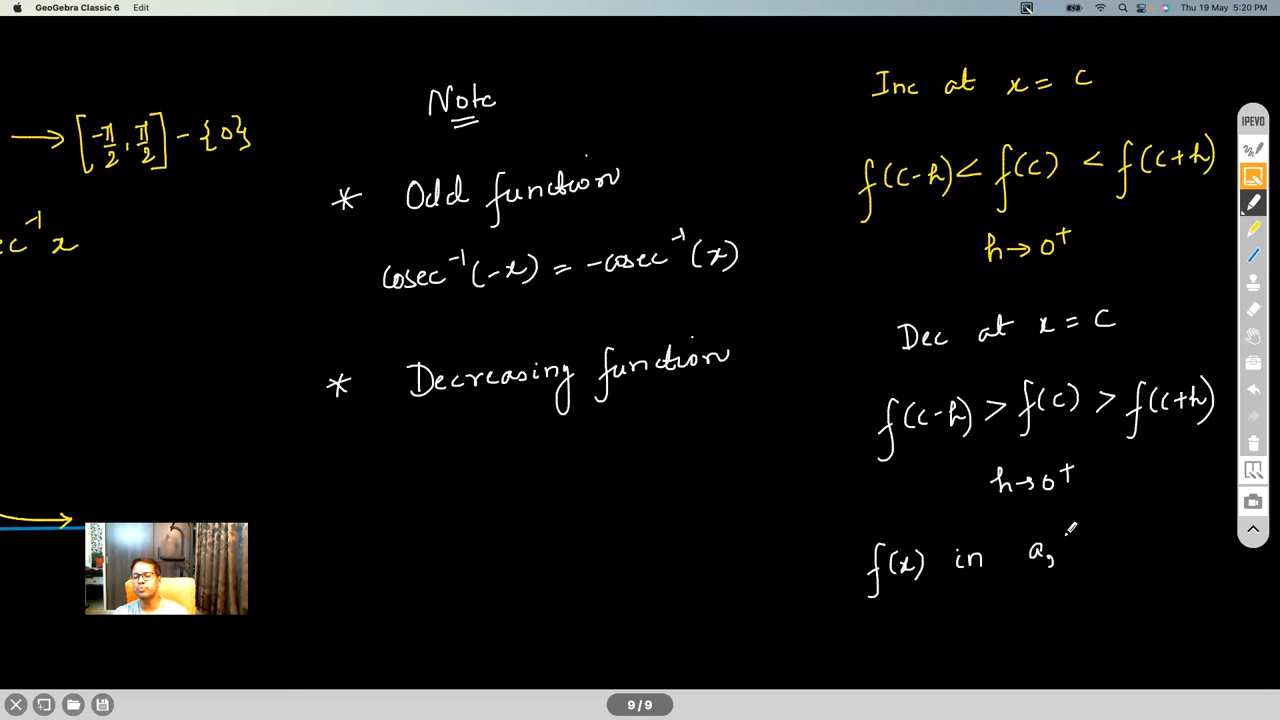 GeoGebra Classic 6 Edit
Thu 19 May 5:20 PM
→ [-π/2, π/2] - {0}
ec⁻¹ x
Note
* Odd function
cosec⁻¹(-x) = -cosec⁻¹(x)
* Decreasing function
Inc at x = c
f(c-h) < f(c) < f(c+h)
h→0⁺
Dec at x = c
f(c-h) > f(c) > f(c+h)
h→0⁺
f(x) in a,
IPEVO
9/9